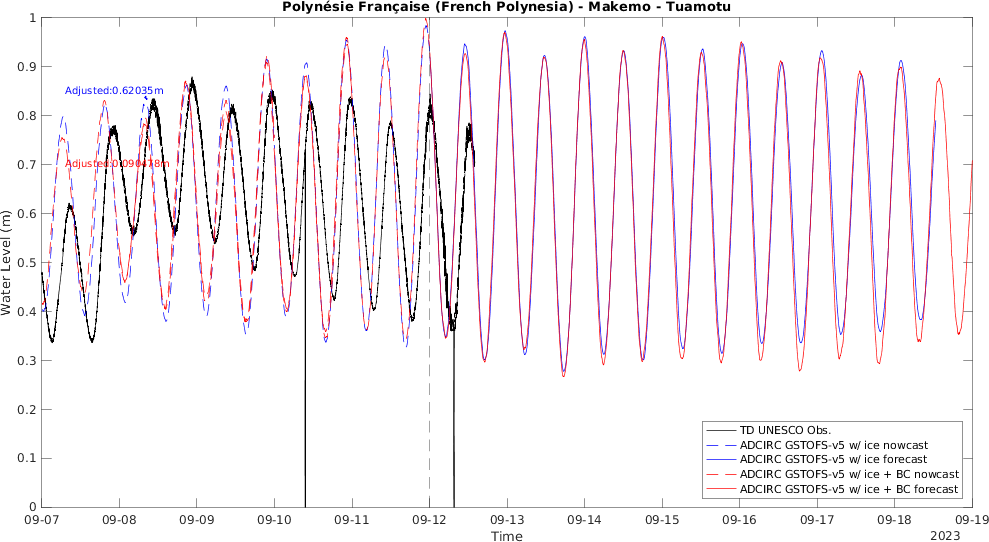 Polynésie Française (French Polynesia) - Makemo - Tuamotu
1
0.9
0.8
0.7
0.6
0.5
0.4
0.3
0.2
0.1
0
Water Level (m)
Adjusted:0.62035m
Adjusted:0.090478m
TD UNESCO Obs.
ADCIRC GSTOFS-v5 w/ ice nowcast
ADCIRC GSTOFS-v5 w/ ice forecast
ADCIRC GSTOFS-v5 w/ ice + BC nowcast
ADCIRC GSTOFS-v5 w/ ice + BC forecast
09-07 09-08 09-09 09-10 09-11 09-12 09-13 09-14 09-15 09-16 09-17 09-18 09-19
Time
2023